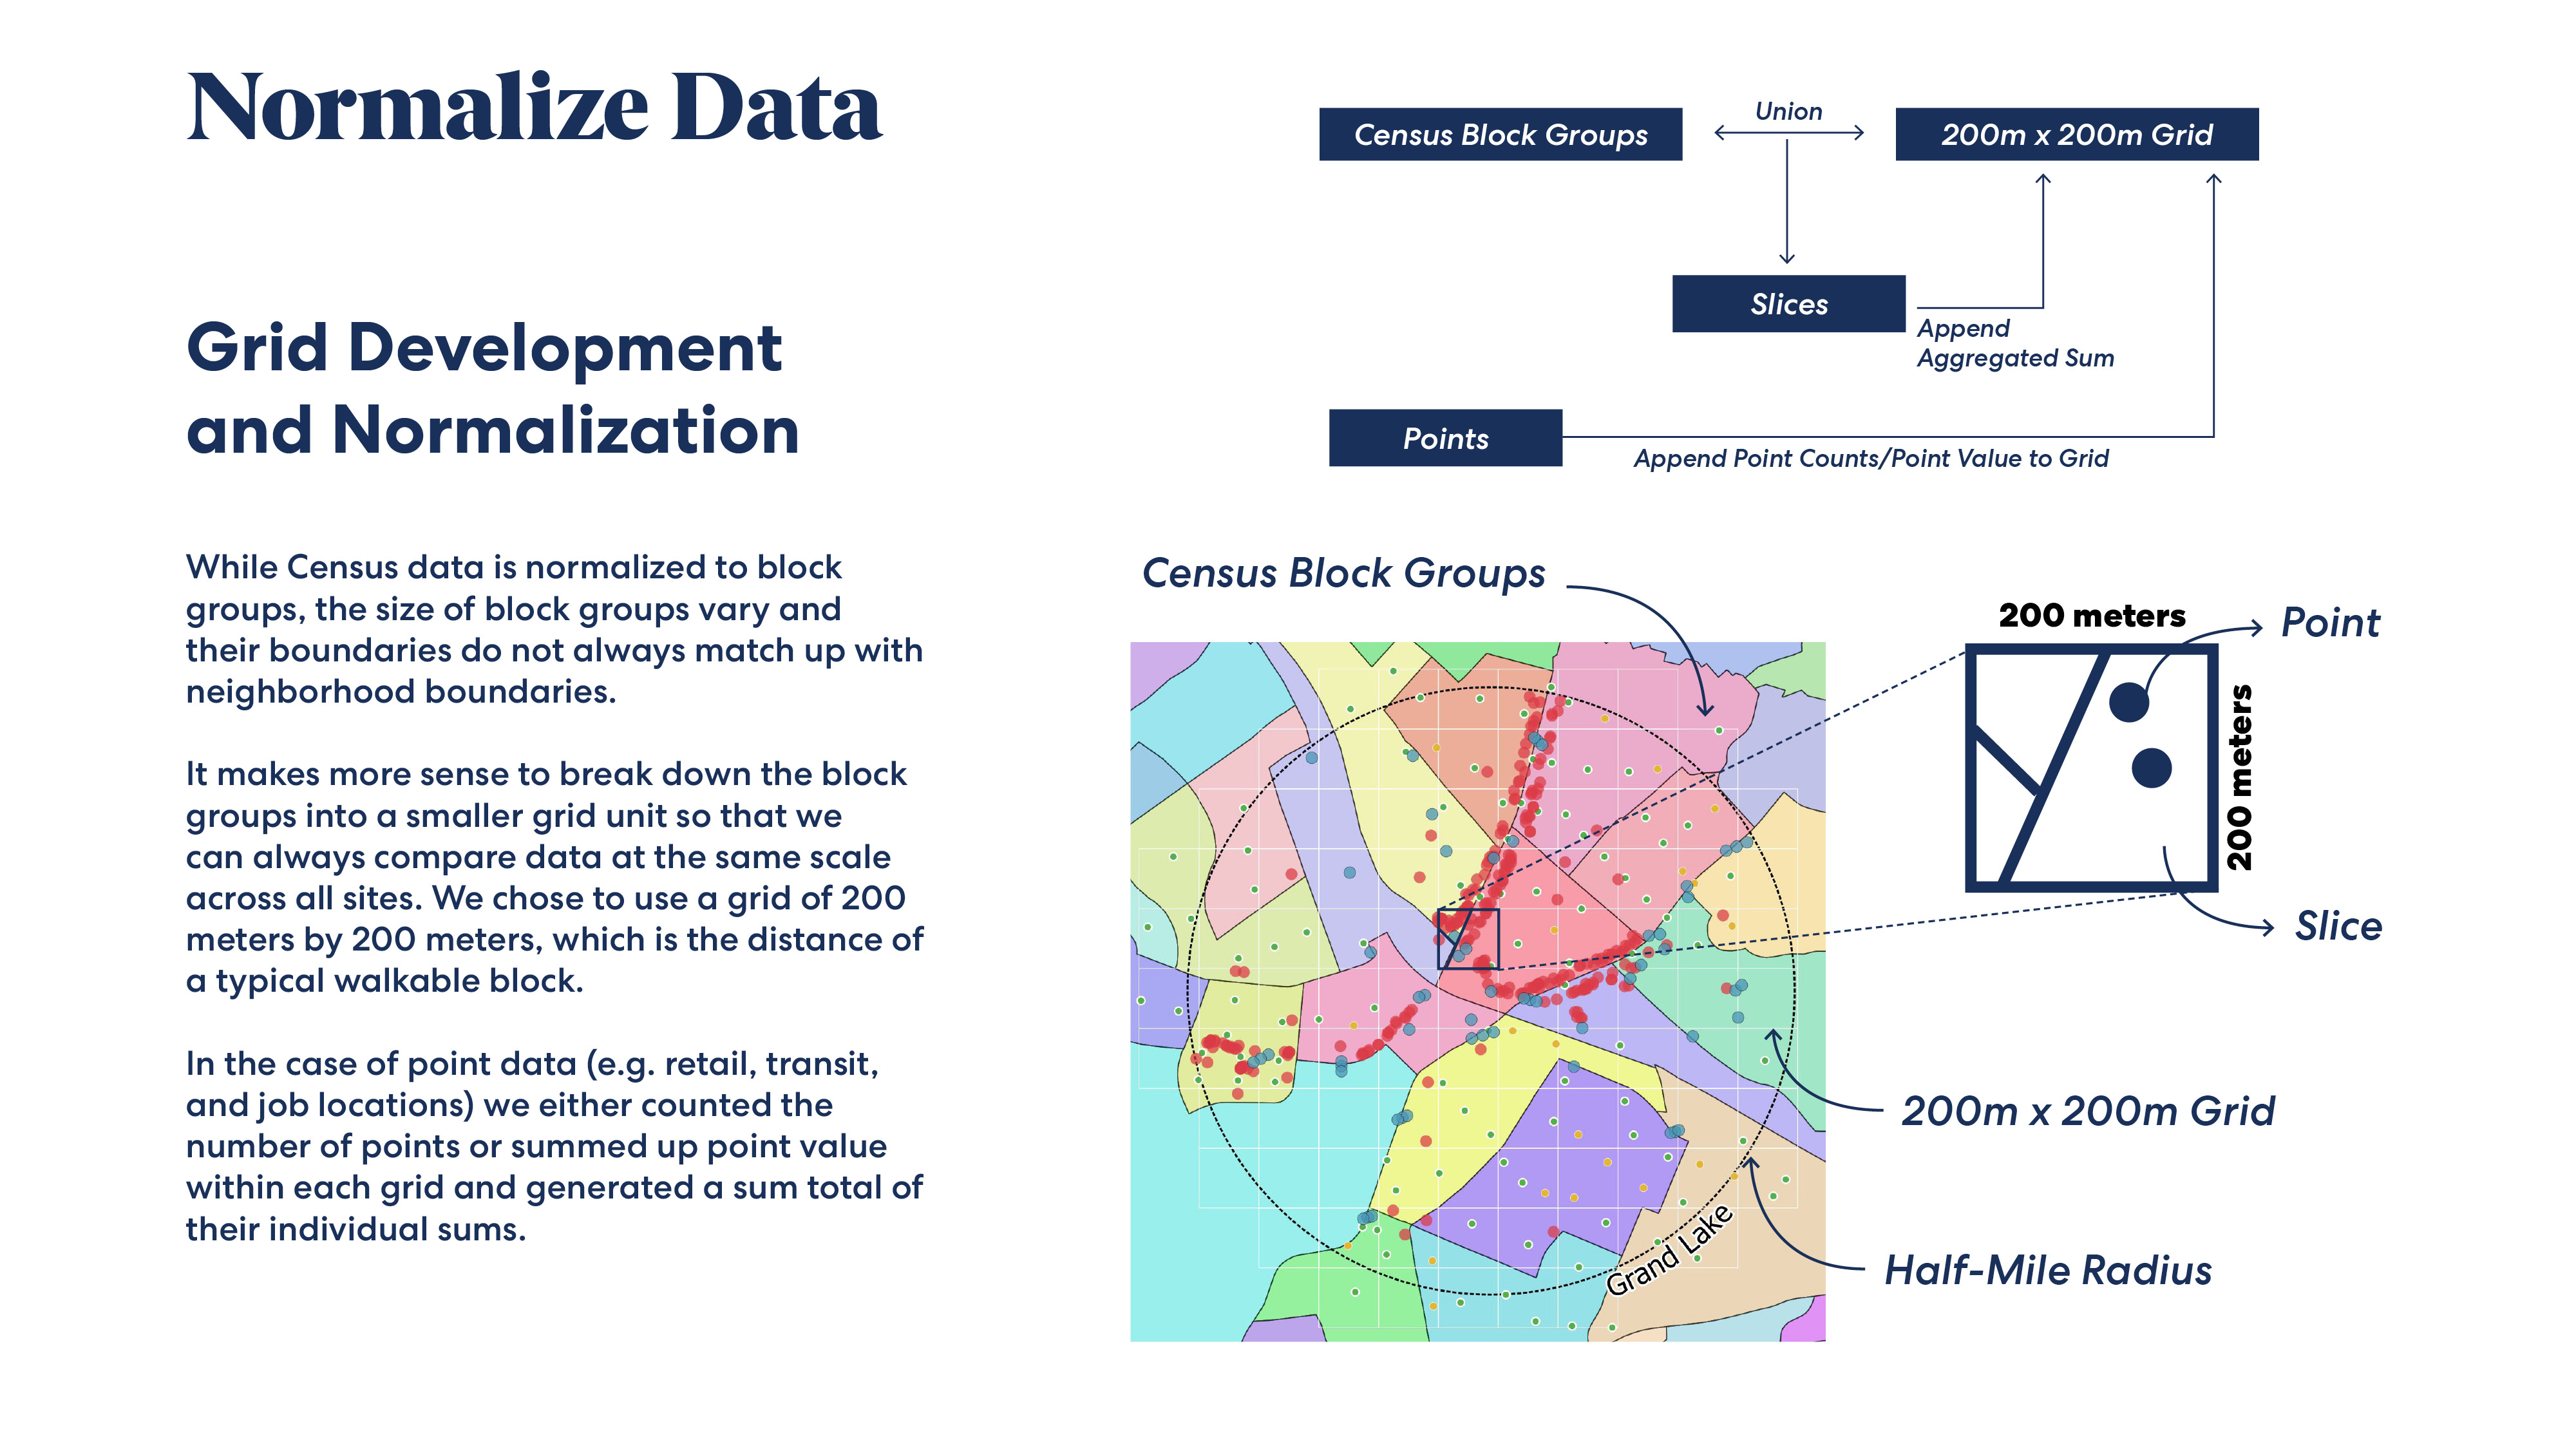 Normalize Data
Grid Development
and Normalization
While Census data is normalized to block
groups, the size of block groups vary and
their boundaries do not always match up with
neighborhood boundaries.
It makes more sense to break down the block
groups into a smaller grid unit so that we
can always compare data at the same scale
across all sites. We chose to use a grid of 200
meters by 200 meters, which is the distance of
a typical walkable block.
In the case of point data (e.g. retail, transit,
and job locations) we either counted the
number of points or summed up point value
within each grid and generated a sum total of
their individual sums.
Census Block Groups
Union
200m x 200m Grid
Slices
Append
Aggregated Sum
Points
Append Point Counts/Point Value to Grid
Census Block Groups
200 meters
Point
200 meters
Slice
200m x 200m Grid
Grand Lake
Half-Mile Radius